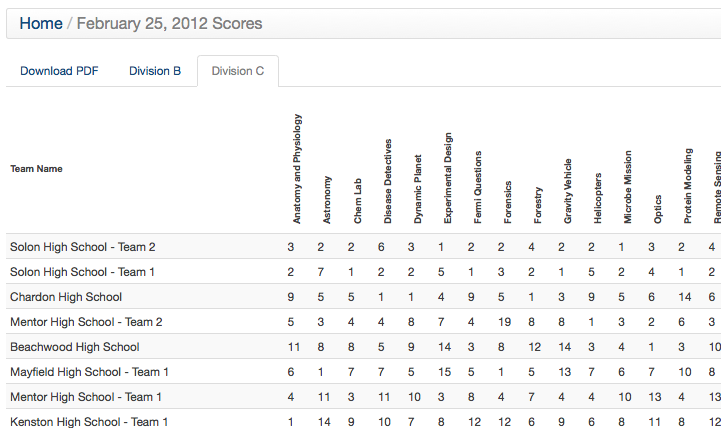 Home / February 25, 2012 Scores
Download PDF Division B Division C
Team Name Anatomy and Physiology Astronomy Chem Lab Disease Detectives Dynamic Planet Experimental Design Fermi Questions Forensics Forestry Gravity Vehicle Helicopters Microbe Mission Optics Protein Modeling Remote Sensing
Solon High School - Team 2 3 2 2 6 3 1 2 2 4 2 2 1 3 2 4
Solon High School - Team 1 2 7 1 2 2 5 1 3 2 1 5 2 4 1 2
Chardon High School 9 5 5 1 1 4 9 5 1 3 9 5 6 14 6
Mentor High School - Team 2 5 3 4 4 8 7 4 19 8 8 1 3 2 6 3
Beachwood High School 11 8 8 5 9 14 3 8 12 14 3 4 1 3 10
Mayfield High School - Team 1 6 1 7 7 5 15 5 1 5 13 7 6 7 10 8
Mentor High School - Team 1 4 11 3 11 10 3 8 4 7 4 4 10 13 4 13
Kenston High School - Team 1 1 14 9 10 7 8 12 12 6 9 6 8 11 8 12